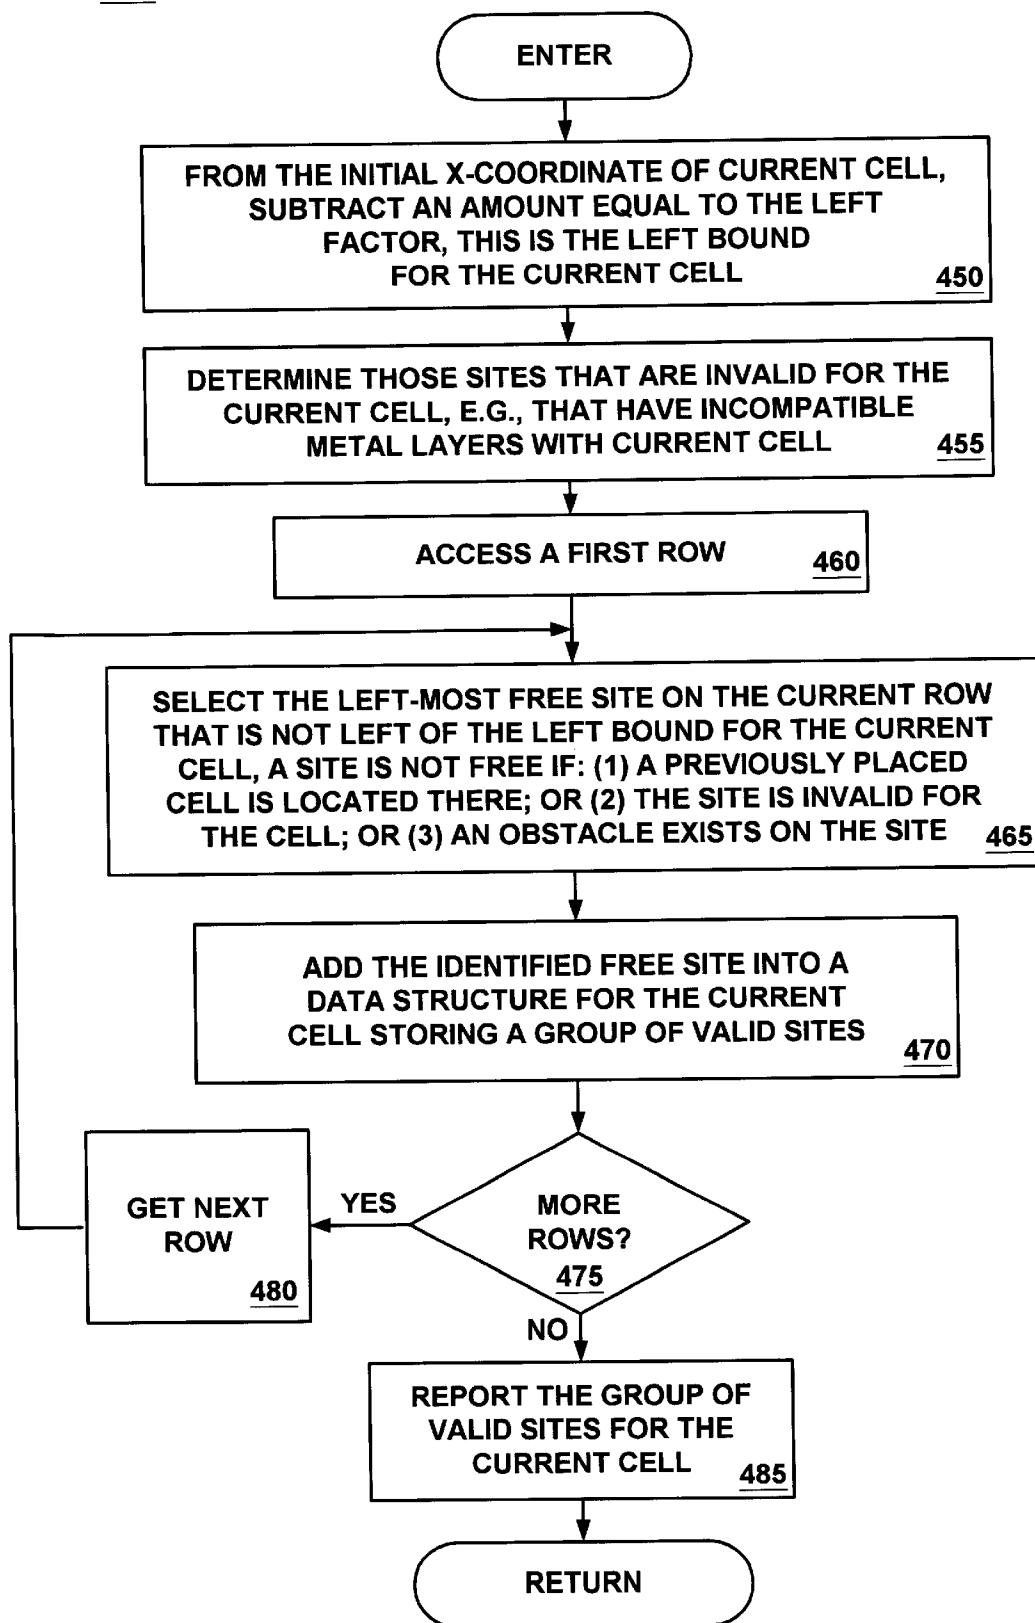 ENTER
FROM THE INITIAL X-COORDINATE OF CURRENT CELL,
SUBTRACT AN AMOUNT EQUAL TO THE LEFT
FACTOR, THIS IS THE LEFT BOUND
FOR THE CURRENT CELL
450
DETERMINE THOSE SITES THAT ARE INVALID FOR THE
CURRENT CELL, E.G., THAT HAVE INCOMPATIBLE
METAL LAYERS WITH CURRENT CELL
455
ACCESS A FIRST ROW
460
SELECT THE LEFT-MOST FREE SITE ON THE CURRENT ROW
THAT IS NOT LEFT OF THE LEFT BOUND FOR THE CURRENT
CELL, A SITE IS NOT FREE IF: (1) A PREVIOUSLY PLACED
CELL IS LOCATED THERE; OR (2) THE SITE IS INVALID FOR
THE CELL; OR (3) AN OBSTACLE EXISTS ON THE SITE
465
ADD THE IDENTIFIED FREE SITE INTO A
DATA STRUCTURE FOR THE CURRENT
CELL STORING A GROUP OF VALID SITES
470
MORE
ROWS?
475
YES
GET NEXT
ROW
480
NO
REPORT THE GROUP OF
VALID SITES FOR THE
CURRENT CELL
485
RETURN